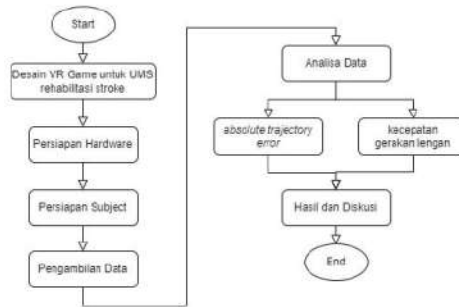 Start
Desain VR Game untuk UMS
rehabilitasi stroke
Persiapan Hardware
Persiapan Subject
Pengambilan Data
Analisa Data
absolute trajectory
error
kecepatan
gerakan lengan
Hasil dan Diskusi
End